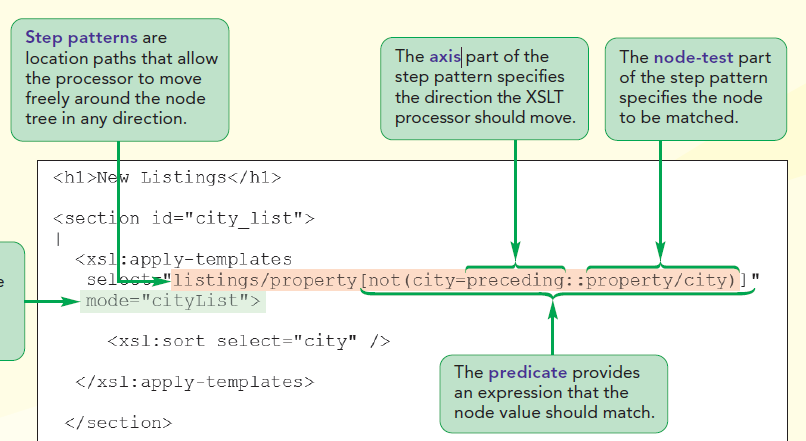 Step patterns are
location paths that allow
the processor to move
freely around the node
tree in any direction.
The axis part of the
step pattern specifies
the direction the XSLT
processor should move.
The node-test part
of the step pattern
specifies the node
to be matched.
<h1>New Listings</h1>
<section id="city_list">
<xsl:apply-templates
select="listings/property[not(city=preceding::property/city)]"
e
mode="cityList">
<xsl:sort select="city" />
The predicate provides
an expression that the
node value should match.
</xsl:apply-templates>
</section>